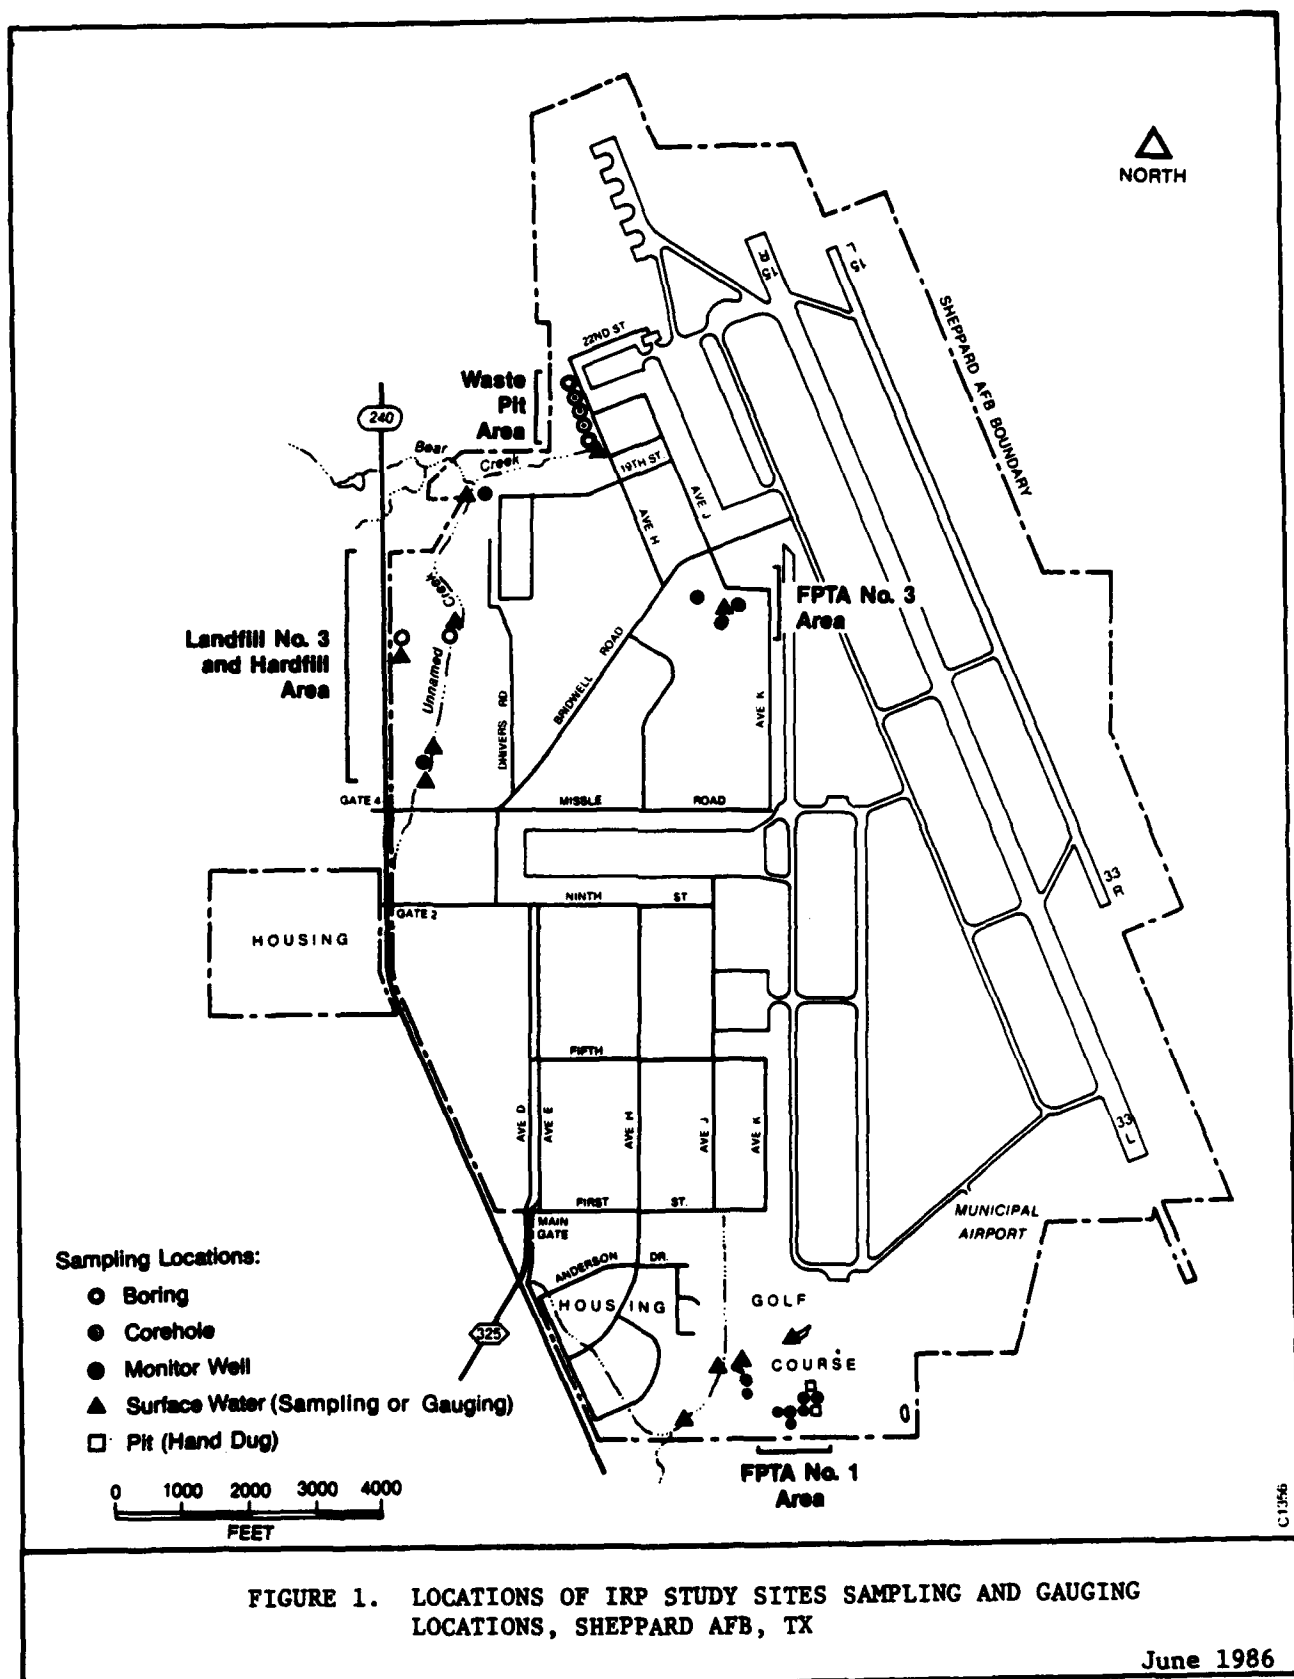 NORTH
15
R
15
L
SHEPPARD AFB BOUNDARY
22ND ST
Waste
Pit
Area
240
Bear
Creek
19TH ST.
AVE J
AVE H
FPTA No. 3
Area
Creek
Unnamed
Landfill No. 3
and Hardfill
Area
BRIDWELL ROAD
DRIVERS RD
AVE K
GATE 4
MISSLE ROAD
33
R
NINTH ST
GATE 2
HOUSING
FIFTH
AVE D
AVE E
AVE H
AVE J
AVE K
33
L
FIRST ST.
MAIN
GATE
MUNICIPAL
AIRPORT
ANDERSON DR.
HOUSING
GOLF
COURSE
325
Sampling Locations:
Boring
Corehole
Monitor Well
Surface Water (Sampling or Gauging)
Pit (Hand Dug)
0 1000 2000 3000 4000
FEET
FPTA No. 1
Area
C1356
FIGURE 1. LOCATIONS OF IRP STUDY SITES SAMPLING AND GAUGING
LOCATIONS, SHEPPARD AFB, TX
June 1986